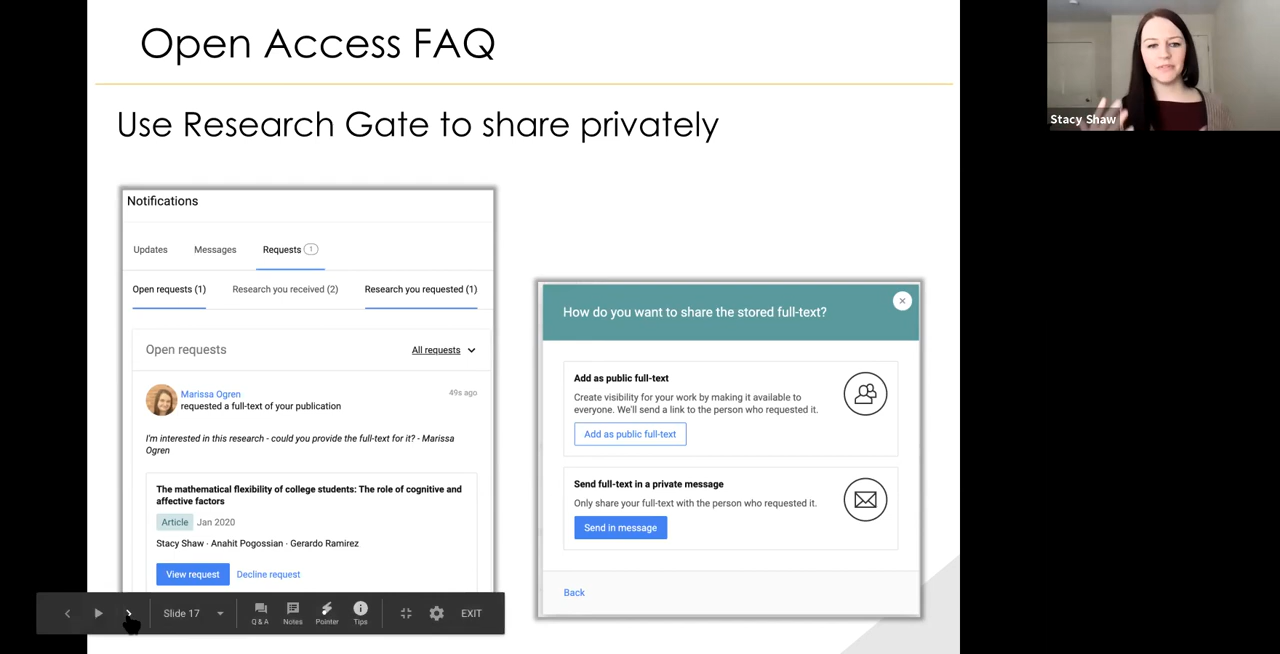 Open Access FAQ
Use Research Gate to share privately
Stacy Shaw
Notifications
Updates Messages Requests 1
Open requests (1) Research you received (2) Research you requested (1)
Open requests All requests
Marissa Ogren 49s ago
requested a full-text of your publication
I'm interested in this research - could you provide the full-text for it? - Marissa
Ogren
The mathematical flexibility of college students: The role of cognitive and
affective factors
Article Jan 2020
Stacy Shaw · Anahit Pogossian · Gerardo Ramirez
View request Decline request
How do you want to share the stored full-text?
Add as public full-text
Create visibility for your work by making it available to
everyone. We'll send a link to the person who requested it.
Add as public full-text
Send full-text in a private message
Only share your full-text with the person who requested it.
Send in message
Back
Slide 17 Q & A Notes Pointer Tips EXIT